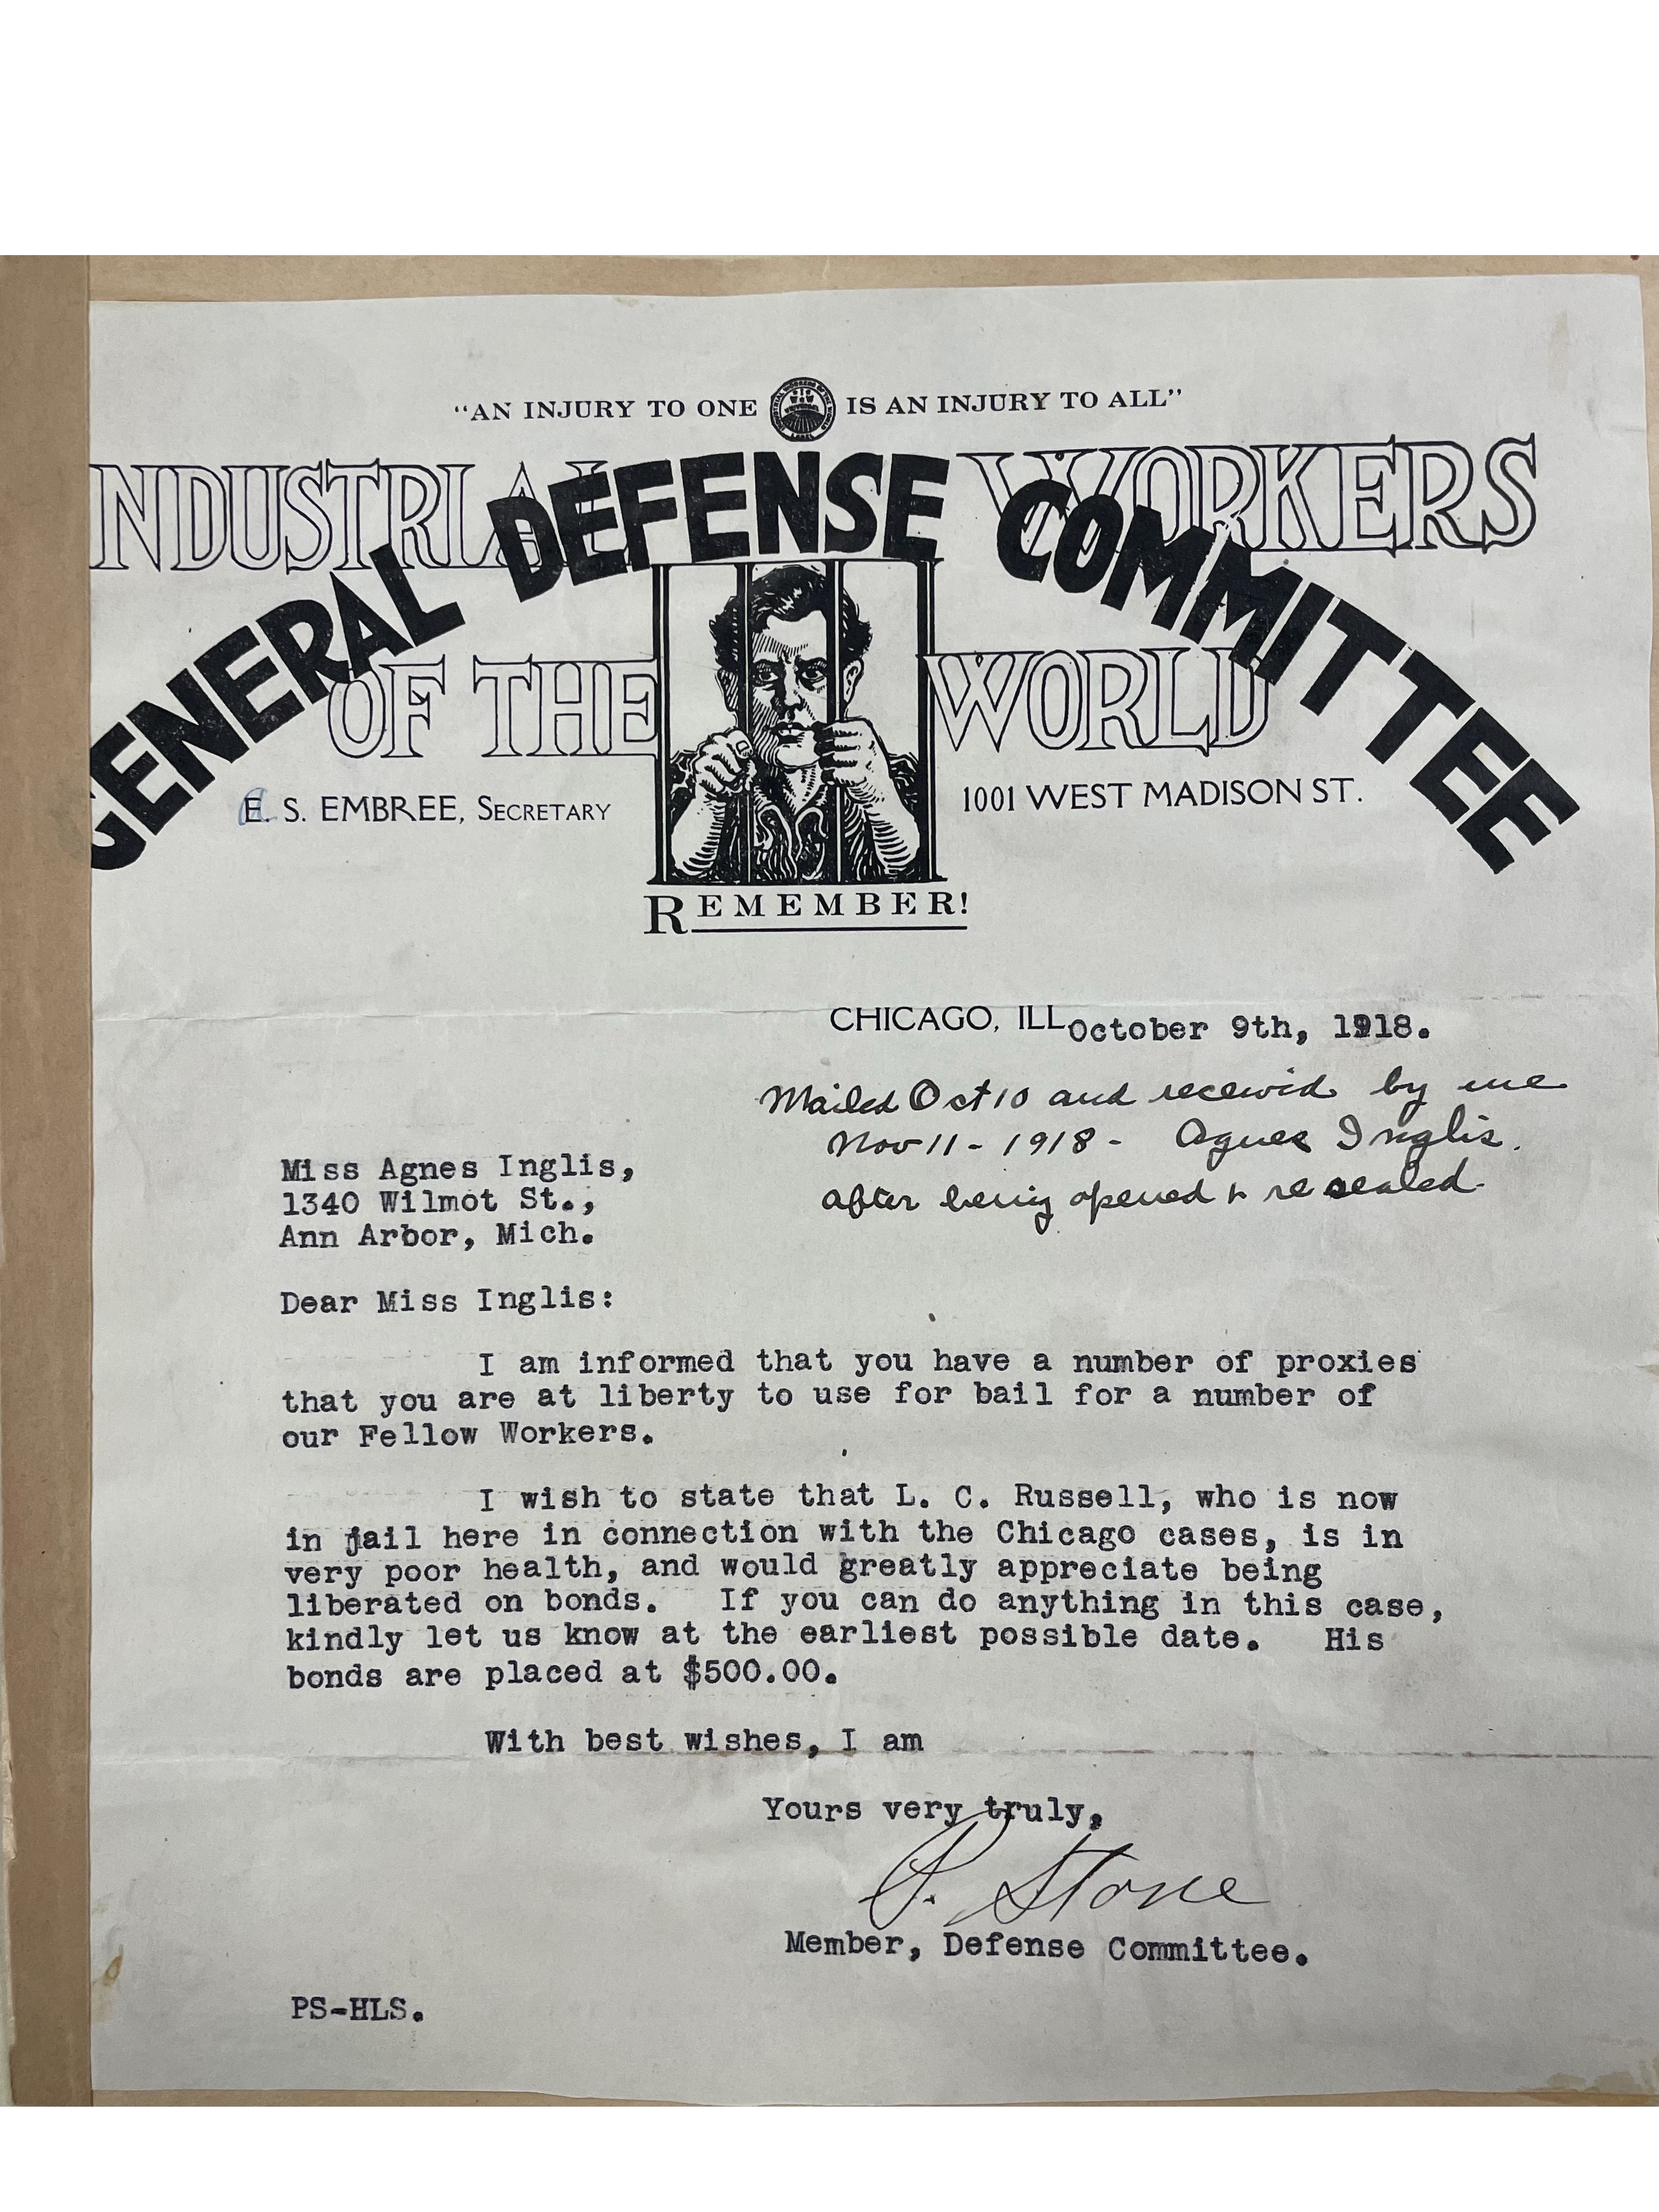 "AN INJURY TO ONE IS AN INJURY TO ALL"
NDUSTRIAL WORKERS
GENERAL DEFENSE COMMITTEE
OF THE WORLD
E. S. EMBREE, SECRETARY
1001 WEST MADISON ST.
REMEMBER!
CHICAGO, ILL October 9th, 1918.
Mailed Oct 10 and received by me
Nov 11 - 1918 - Agnes Inglis.
after being opened & resealed.
Miss Agnes Inglis,
1340 Wilmot St.,
Ann Arbor, Mich.
Dear Miss Inglis:
I am informed that you have a number of proxies
that you are at liberty to use for bail for a number of
our Fellow Workers.
I wish to state that L. C. Russell, who is now
in jail here in connection with the Chicago cases, is in
very poor health, and would greatly appreciate being
liberated on bonds. If you can do anything in this case,
kindly let us know at the earliest possible date. His
bonds are placed at $500.00.
With best wishes, I am
Yours very truly,
P. Stone
Member, Defense Committee.
PS-HLS.